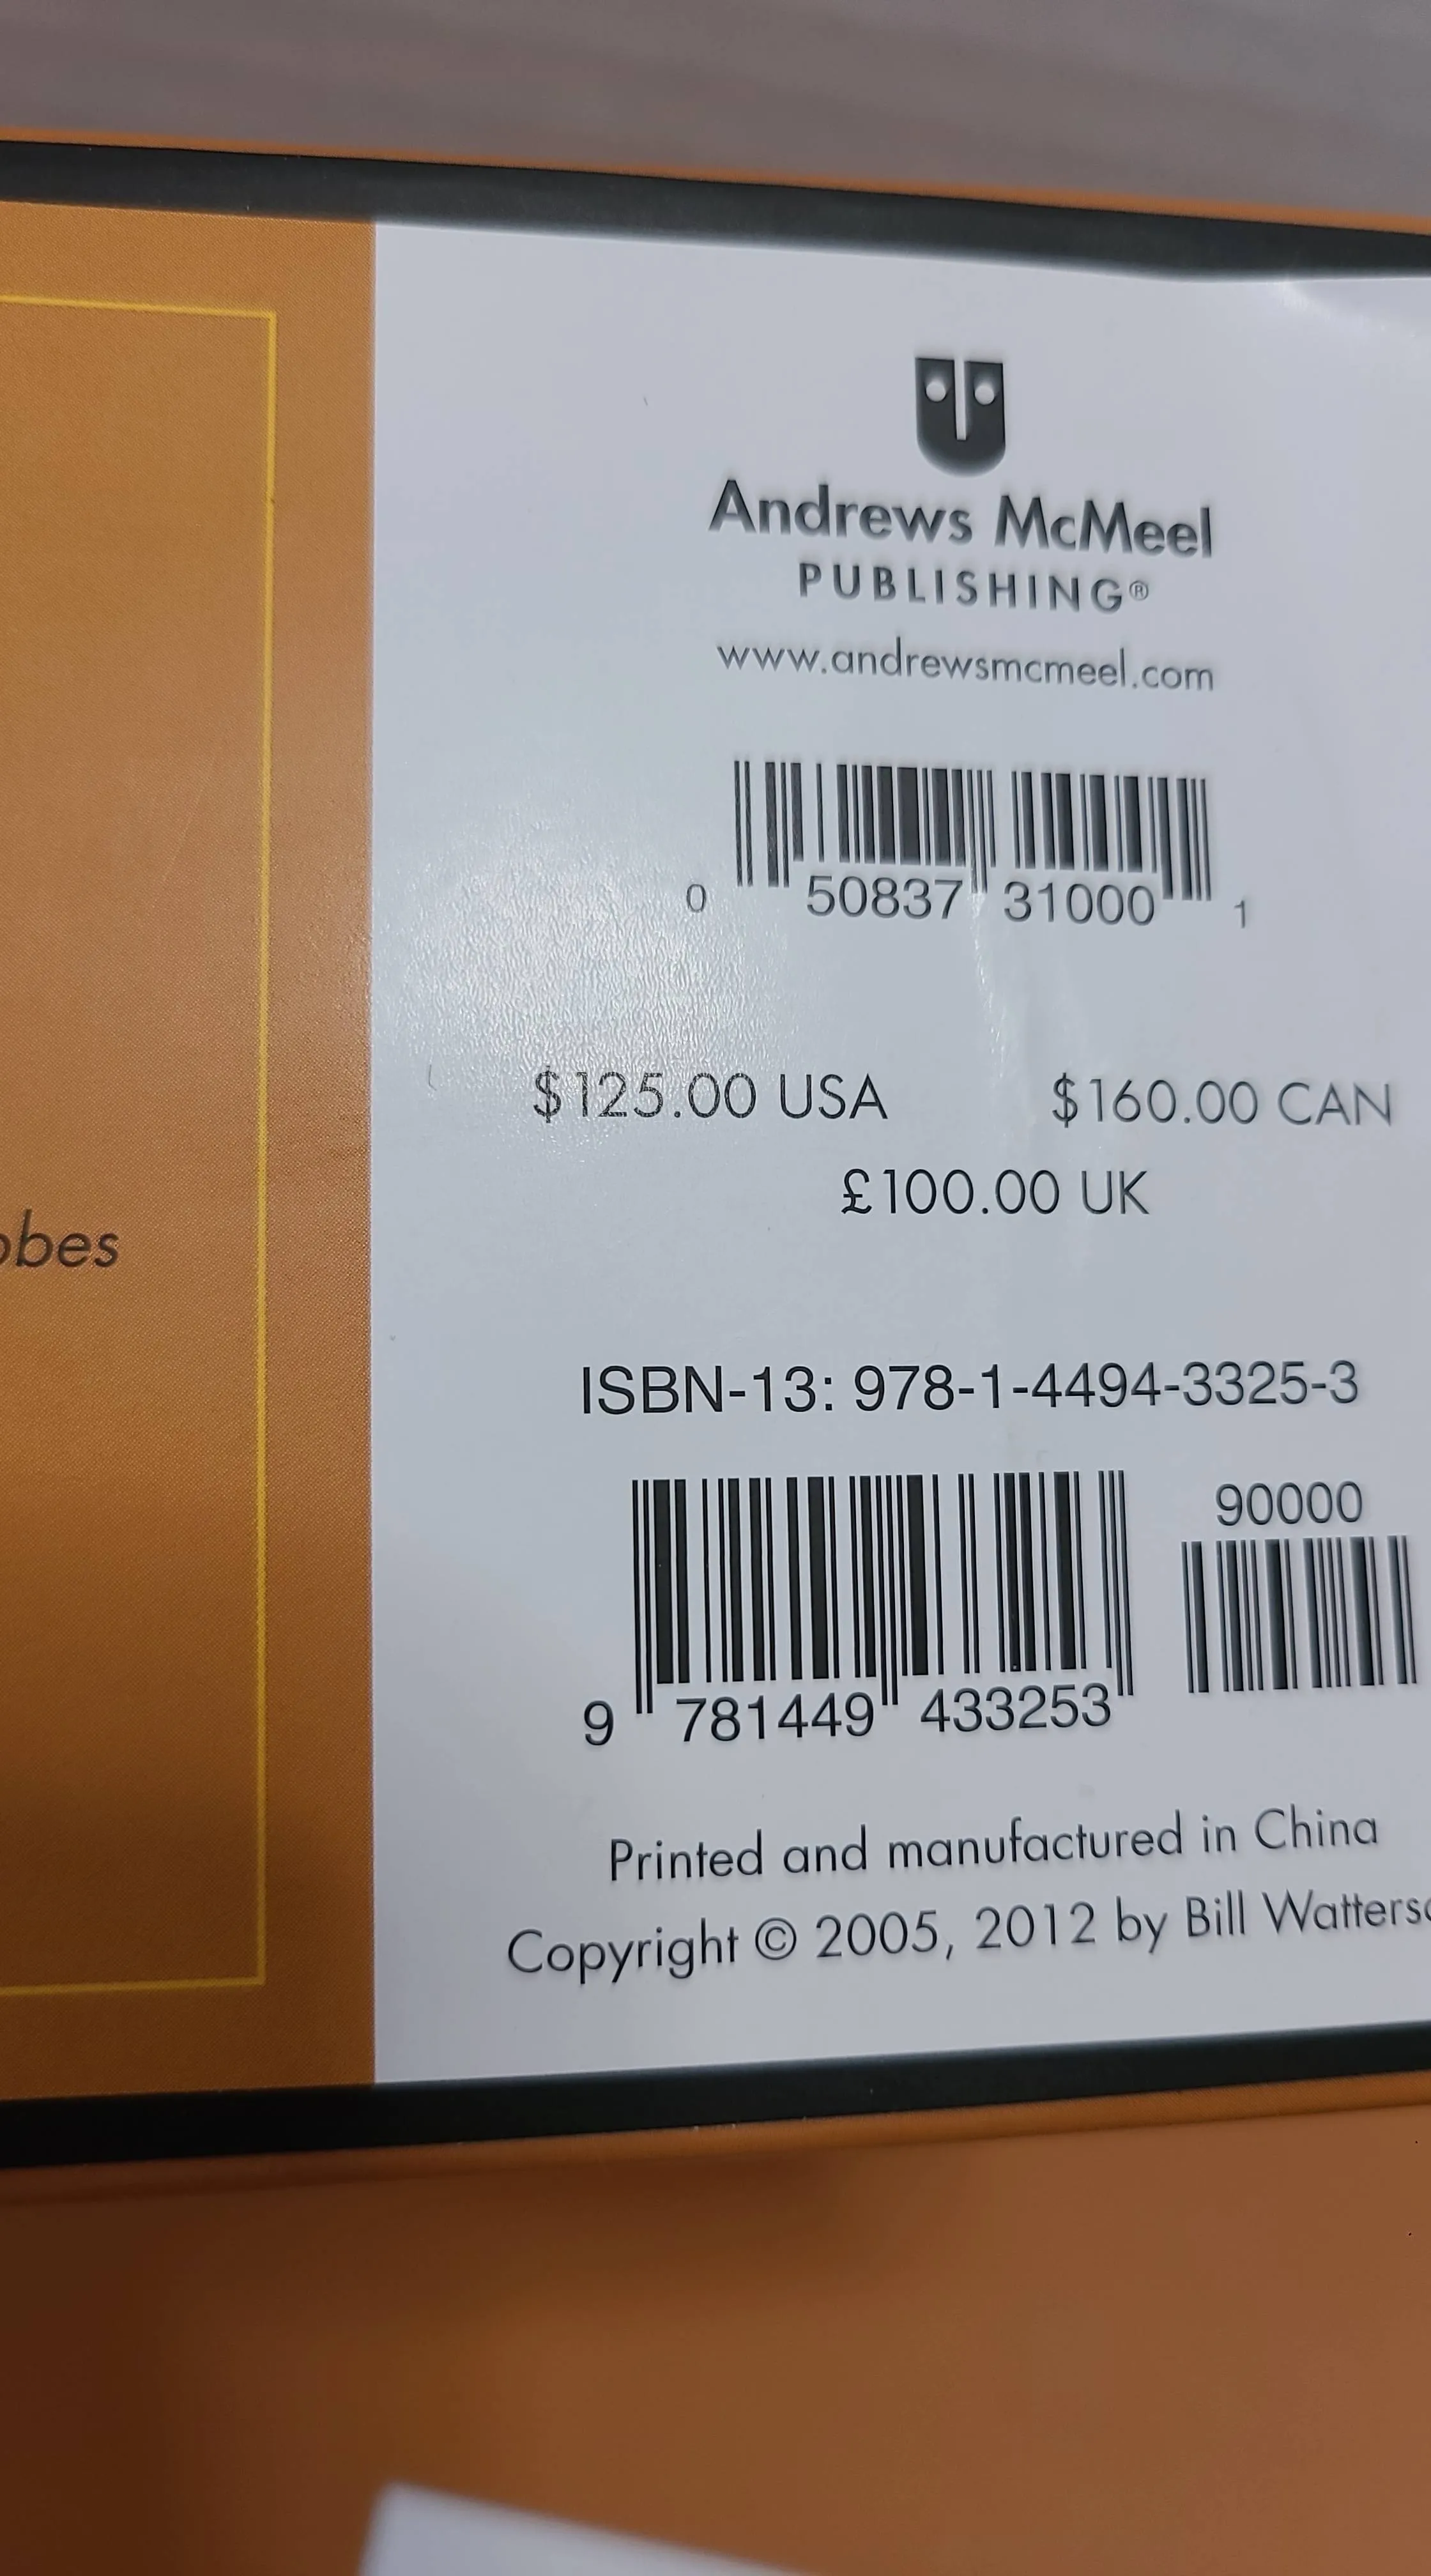 Andrews McMeel
PUBLISHING®
www.andrewsmcmeel.com
0 50837 31000 1
$125.00 USA $160.00 CAN
£100.00 UK
obes
ISBN-13: 978-1-4494-3325-3
90000
9 781449 433253
Printed and manufactured in China
Copyright © 2005, 2012 by Bill Watterso